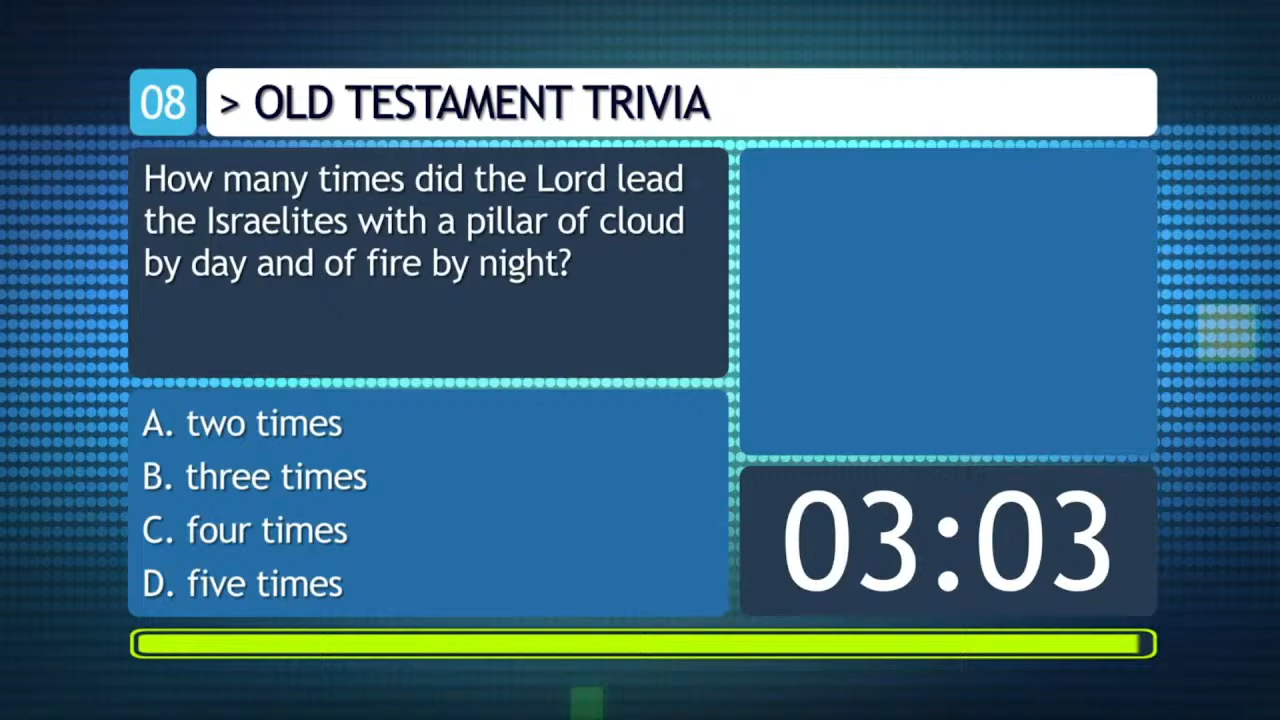 08 > OLD TESTAMENT TRIVIA
How many times did the Lord lead
the Israelites with a pillar of cloud
by day and of fire by night?
A. two times
B. three times
C. four times
D. five times
03:03